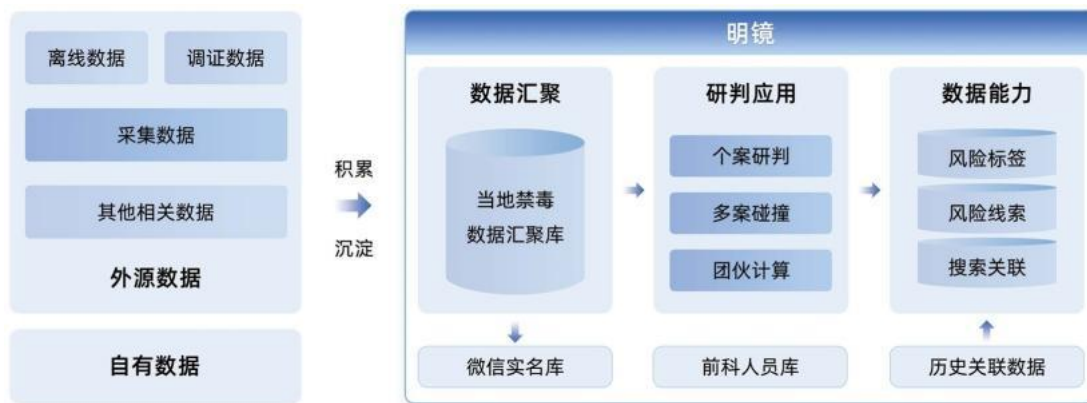 离线数据
调证数据
采集数据
其他相关数据
外源数据
自有数据
积累
沉淀
明镜
数据汇聚
当地禁毒
数据汇聚库
微信实名库
研判应用
个案研判
多案碰撞
团伙计算
前科人员库
数据能力
风险标签
风险线索
搜索关联
历史关联数据